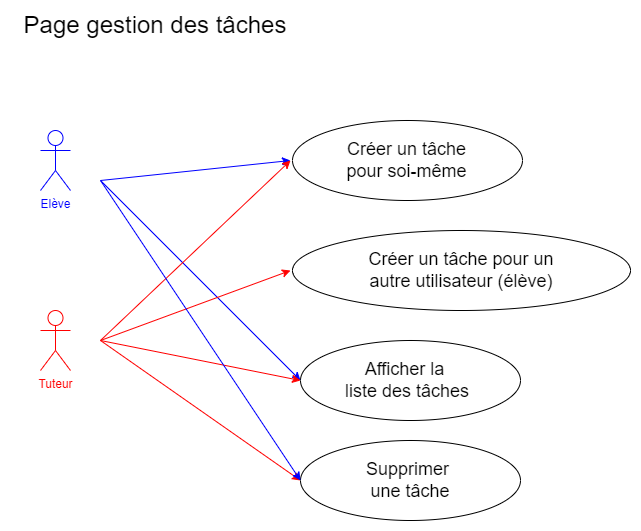 Page gestion des tâches
Elève
Créer un tâche
pour soi-même
Créer un tâche pour un
autre utilisateur (élève)
Tuteur
Afficher la
liste des tâches
Supprimer
une tâche